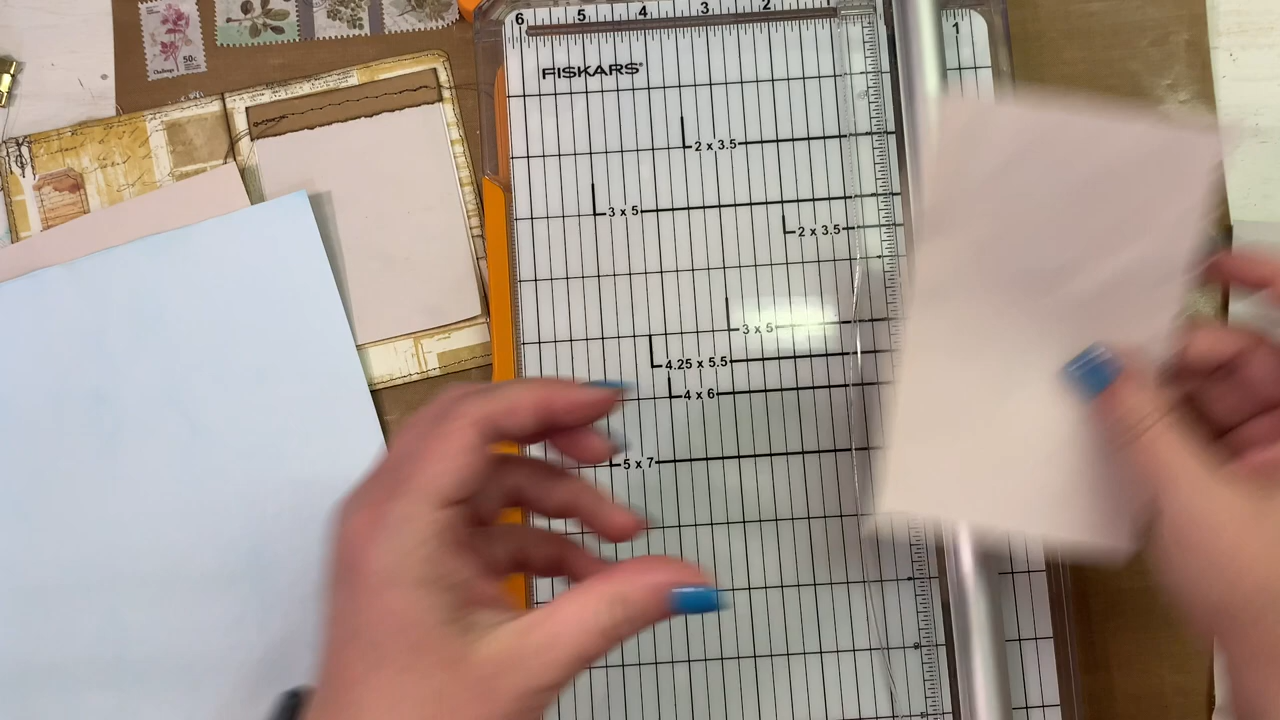 6 5 4 3 2 1
FISKARS®
50c
Challenge
2 x 3.5
3 x 5
2 x 3.5
3 x 5
4.25 x 5.5
4 x 6
5 x 7